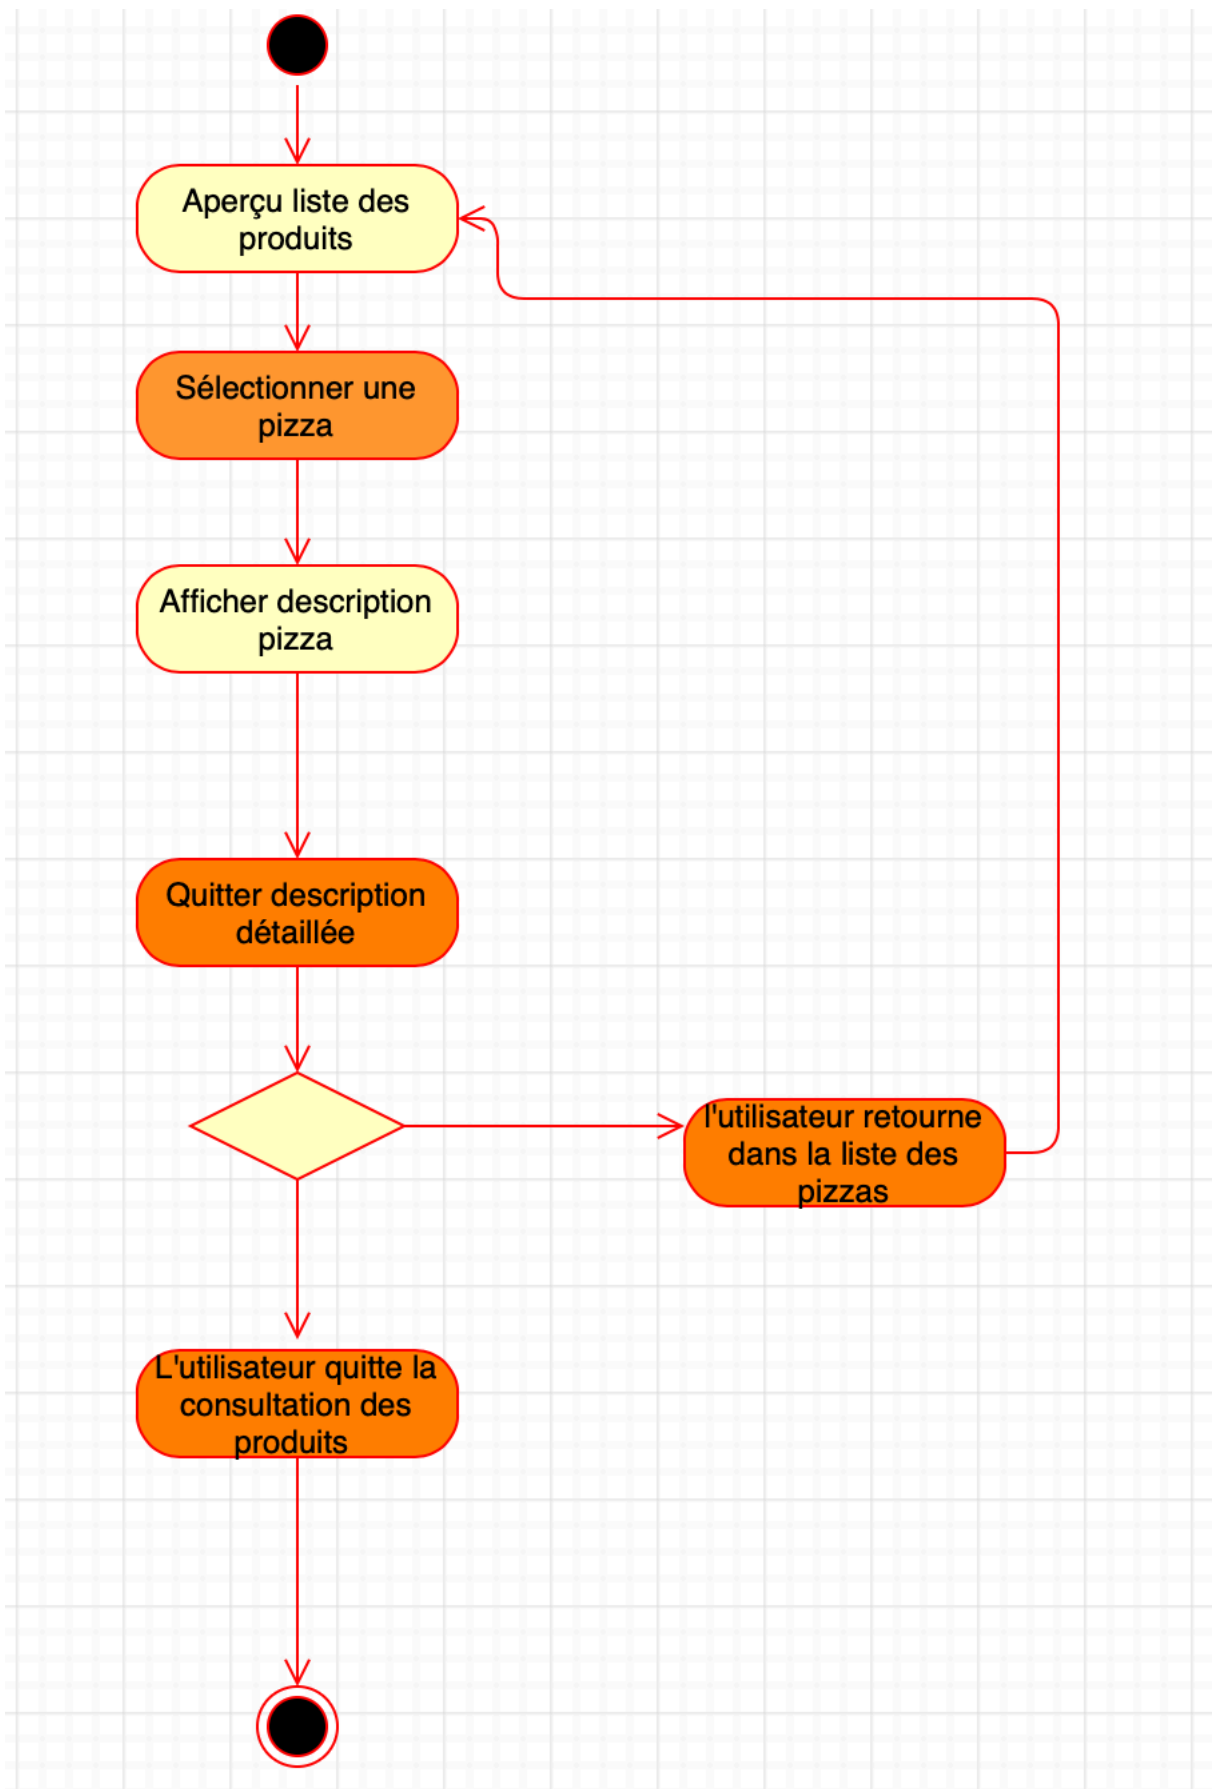 Aperçu liste des
produits
Sélectionner une
pizza
Afficher description
pizza
Quitter description
détaillée
l'utilisateur retourne
dans la liste des
pizzas
L'utilisateur quitte la
consultation des
produits